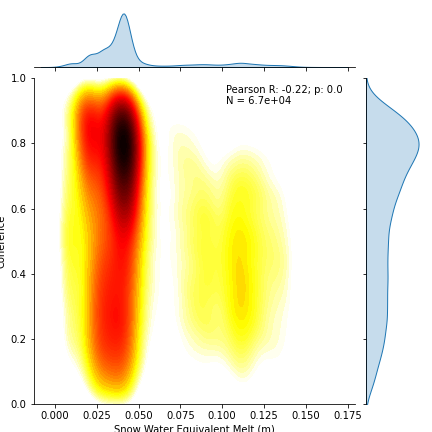 Pearson R: -0.22; p: 0.0
N = 6.7e+04
1.0
0.8
0.6
0.4
0.2
0.0
Coherence
0.000 0.025 0.050 0.075 0.100 0.125 0.150 0.175
Snow Water Equivalent Melt (m)